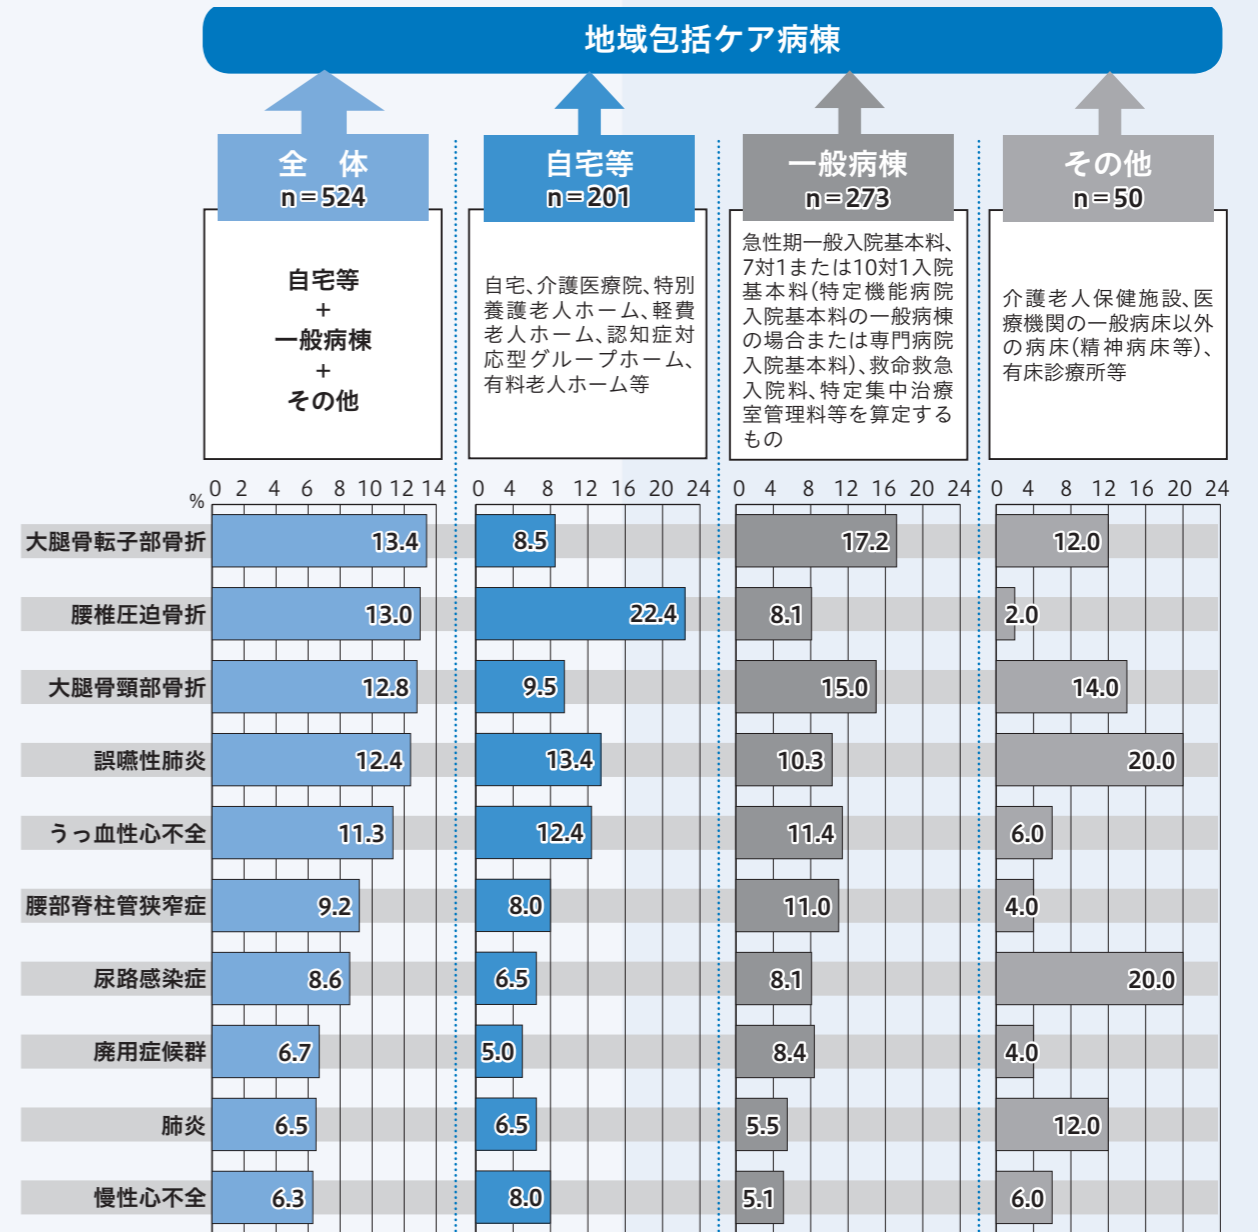 地域包括ケア病棟
全　体
n=524
自宅等
+
一般病棟
+
その他
自宅等
n=201
自宅、介護医療院、特別
養護老人ホーム、軽費
老人ホーム、認知症対
応型グループホーム、
有料老人ホーム等
一般病棟
n=273
急性期一般入院基本料、
7対1または10対1入院
基本料(特定機能病院
入院基本料の一般病棟
の場合または専門病院
入院基本料)、救命救急
入院料、特定集中治療
室管理料等を算定する
もの
その他
n=50
介護老人保健施設、医
療機関の一般病床以外
の病床(精神病床等)、
有床診療所等
% 0 2 4 6 8 10 12 14 0 4 8 12 16 20 24 0 4 8 12 16 20 24 0 4 8 12 16 20 24
大腿骨転子部骨折 13.4 8.5 17.2 12.0
腰椎圧迫骨折 13.0 22.4 8.1 2.0
大腿骨頸部骨折 12.8 9.5 15.0 14.0
誤嚥性肺炎 12.4 13.4 10.3 20.0
うっ血性心不全 11.3 12.4 11.4 6.0
腰部脊柱管狭窄症 9.2 8.0 11.0 4.0
尿路感染症 8.6 6.5 8.1 20.0
廃用症候群 6.7 5.0 8.4 4.0
肺炎 6.5 6.5 5.5 12.0
慢性心不全 6.3 8.0 5.1 6.0